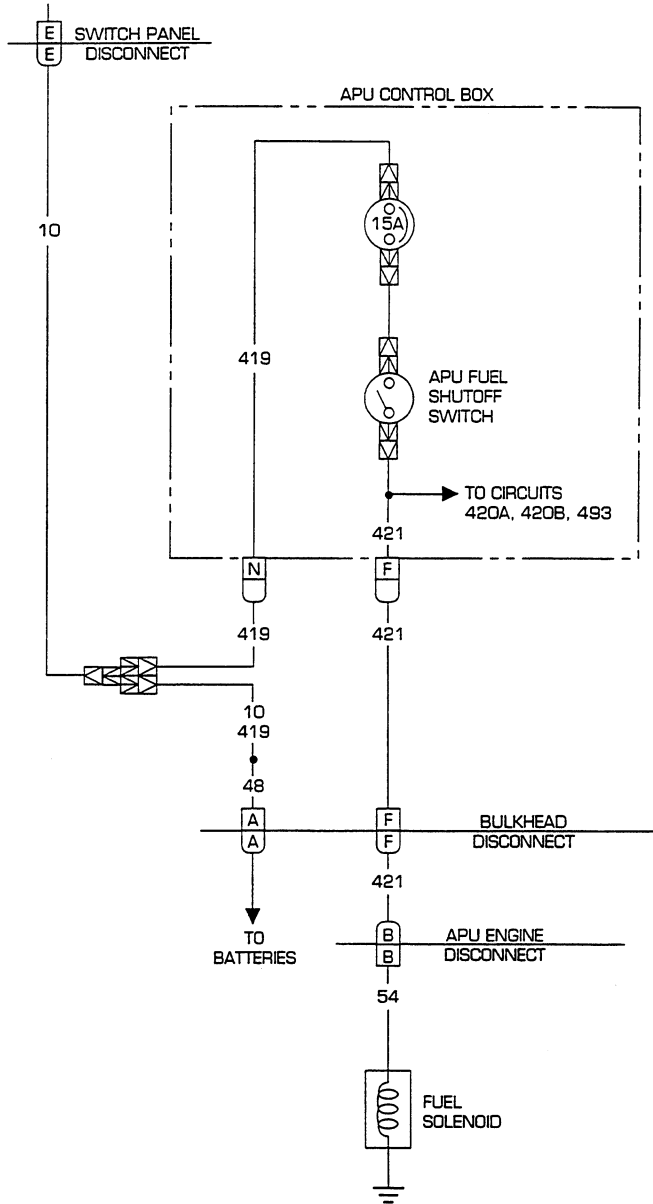 E SWITCH PANEL
E DISCONNECT
APU CONTROL BOX
15A
10
419
APU FUEL
SHUTOFF
SWITCH
TO CIRCUITS
420A, 420B, 493
421
N
F
419
421
10
419
48
A
A
F
F
BULKHEAD
DISCONNECT
421
TO
BATTERIES
B
B
APU ENGINE
DISCONNECT
54
FUEL
SOLENOID